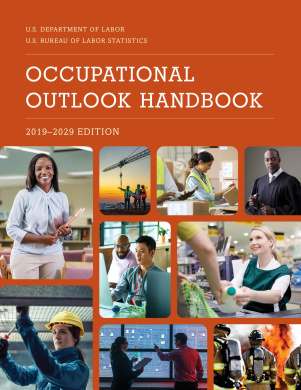 U.S. DEPARTMENT OF LABOR
U.S. BUREAU OF LABOR STATISTICS
OCCUPATIONAL
OUTLOOK HANDBOOK
2019–2029 EDITION